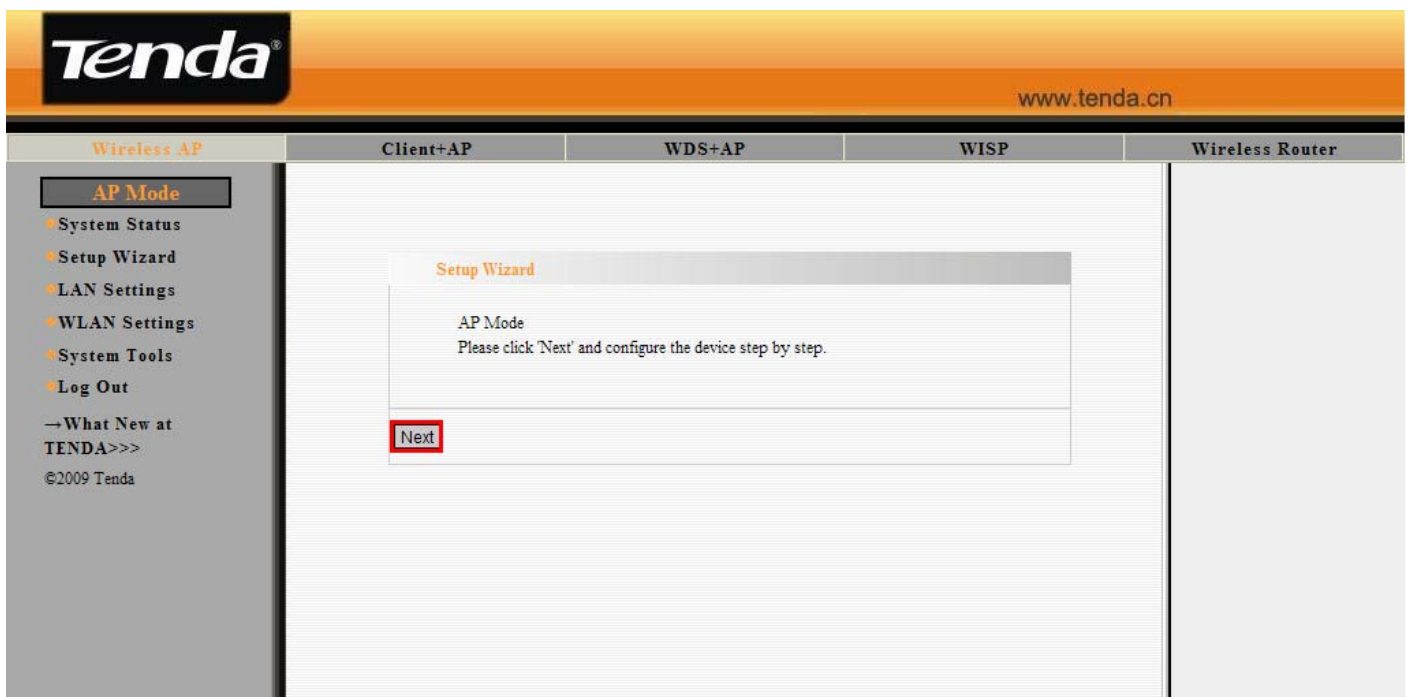 Tenda®
www.tenda.cn
Wireless AP
Client+AP
WDS+AP
WISP
Wireless Router
AP Mode
System Status
Setup Wizard
LAN Settings
WLAN Settings
System Tools
Log Out
→What New at
TENDA>>>
©2009 Tenda
Setup Wizard
AP Mode
Please click 'Next' and configure the device step by step.
Next